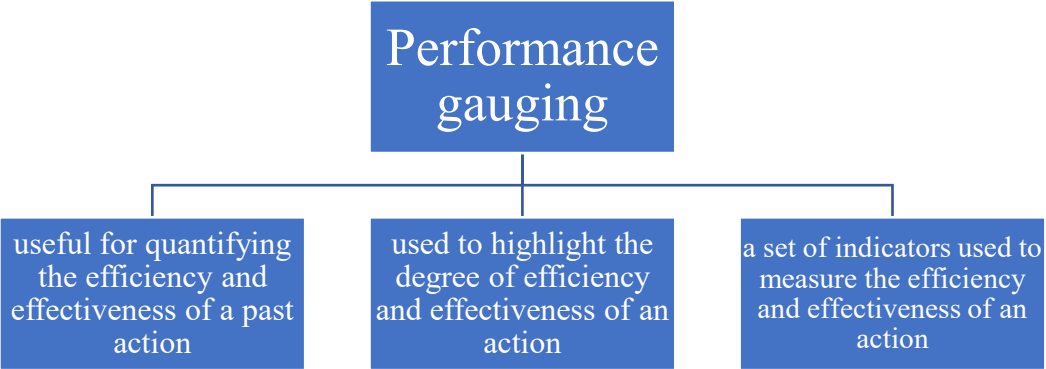 Performance
gauging
useful for quantifying
the efficiency and
effectiveness of a past
action
used to highlight the
degree of efficiency
and effectiveness of an
action
a set of indicators used to
measure the efficiency
and effectiveness of an
action